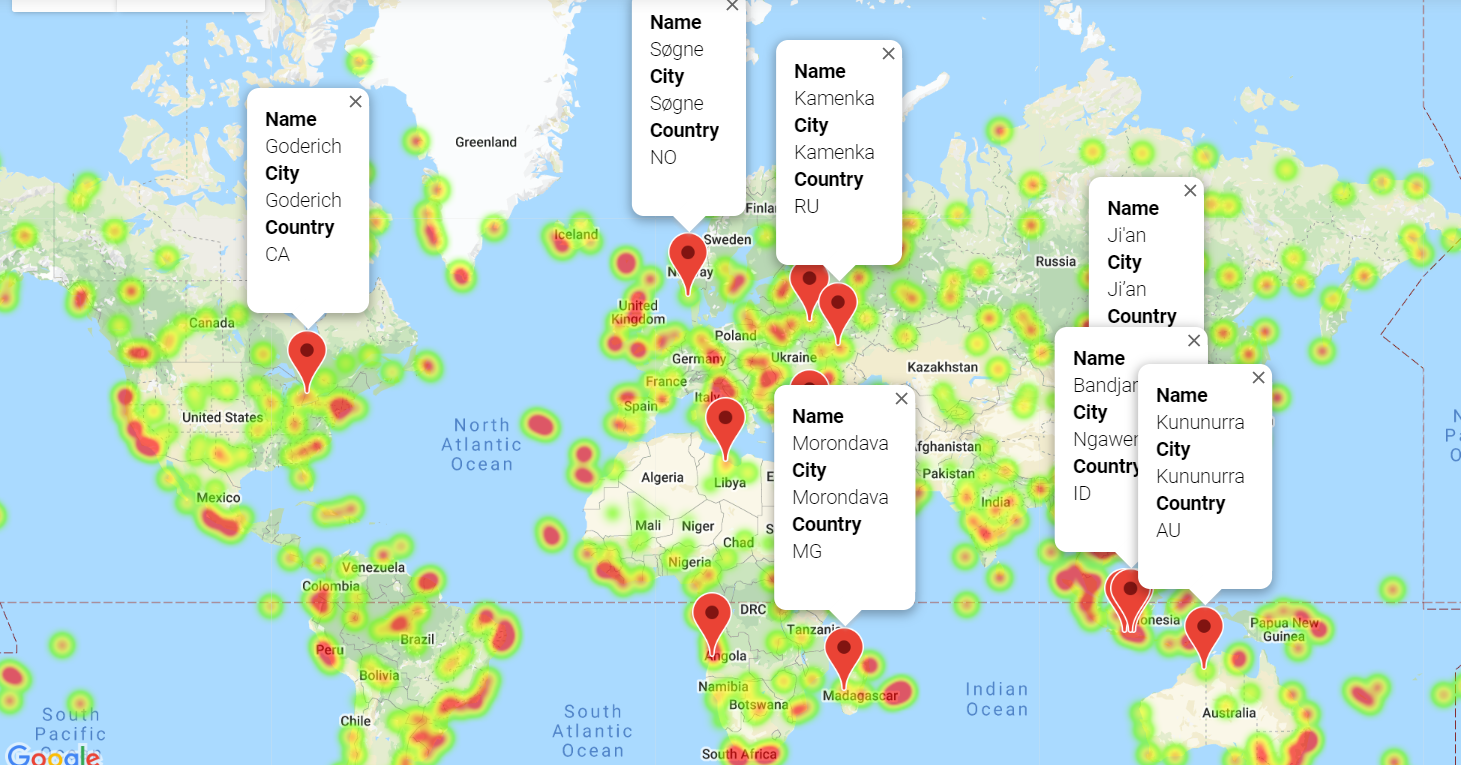 Name
Søgne
City
Søgne
Country
NO
Name
Kamenka
City
Kamenka
Country
RU
Name
Goderich
City
Goderich
Country
CA
Name
Ji'an
City
Ji’an
Country
Name
City
Country
ID
Name
Kununurra
City
Kununurra
Country
AU
Name
Morondava
City
Morondava
Country
MG
Greenland
Iceland
Sweden
Norway
Russia
Canada
United
Kingdom
Poland
Germany
Ukraine
Kazakhstan
France
Italy
Spain
United States
North
Atlantic
Ocean
Afghanistan
Pakistan
Algeria
Libya
Mexico
India
Mali
Niger
Chad
Nigeria
Venezuela
Colombia
DRC
Tanzania
Papua New
Guinea
Brazil
Peru
Angola
Bolivia
Namibia
Madagascar
Botswana
Indian
Ocean
Australia
Chile
South
Pacific
Ocean
South
Atlantic
Ocean
South Africa
Google